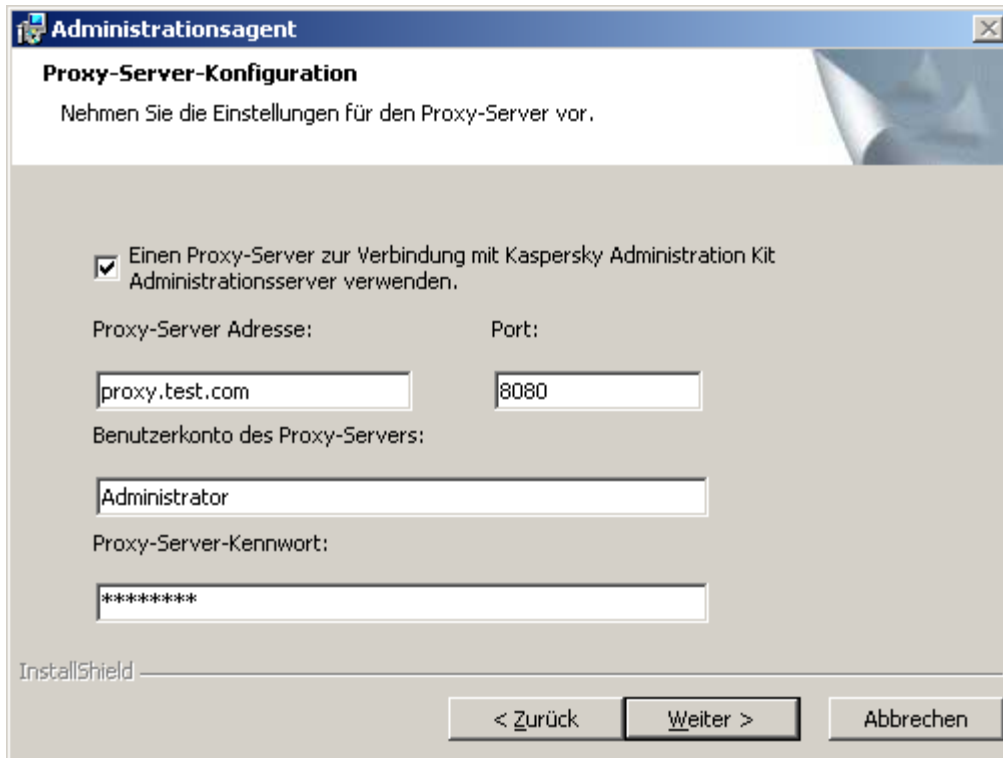 Administrationsagent
Proxy-Server-Konfiguration
Nehmen Sie die Einstellungen für den Proxy-Server vor.
Einen Proxy-Server zur Verbindung mit Kaspersky Administration Kit
Administrationsserver verwenden.
Proxy-Server Adresse: Port:
proxy.test.com 8080
Benutzerkonto des Proxy-Servers:
Administrator
Proxy-Server-Kennwort:
********
InstallShield
< Zurück Weiter > Abbrechen